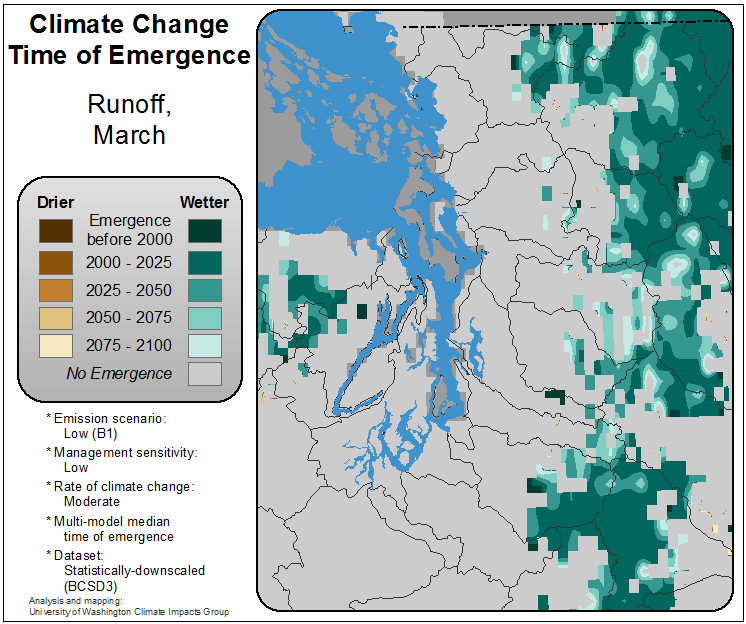 Climate Change
Time of Emergence
Runoff,
March
Drier Wetter
Emergence
before 2000
2000 - 2025
2025 - 2050
2050 - 2075
2075 - 2100
No Emergence
* Emission scenario:
Low (B1)
* Management sensitivity:
Low
* Rate of climate change:
Moderate
* Multi-model median
time of emergence
* Dataset:
Statistically-downscaled
(BCSD3)
Analysis and mapping:
University of Washington Climate Impacts Group